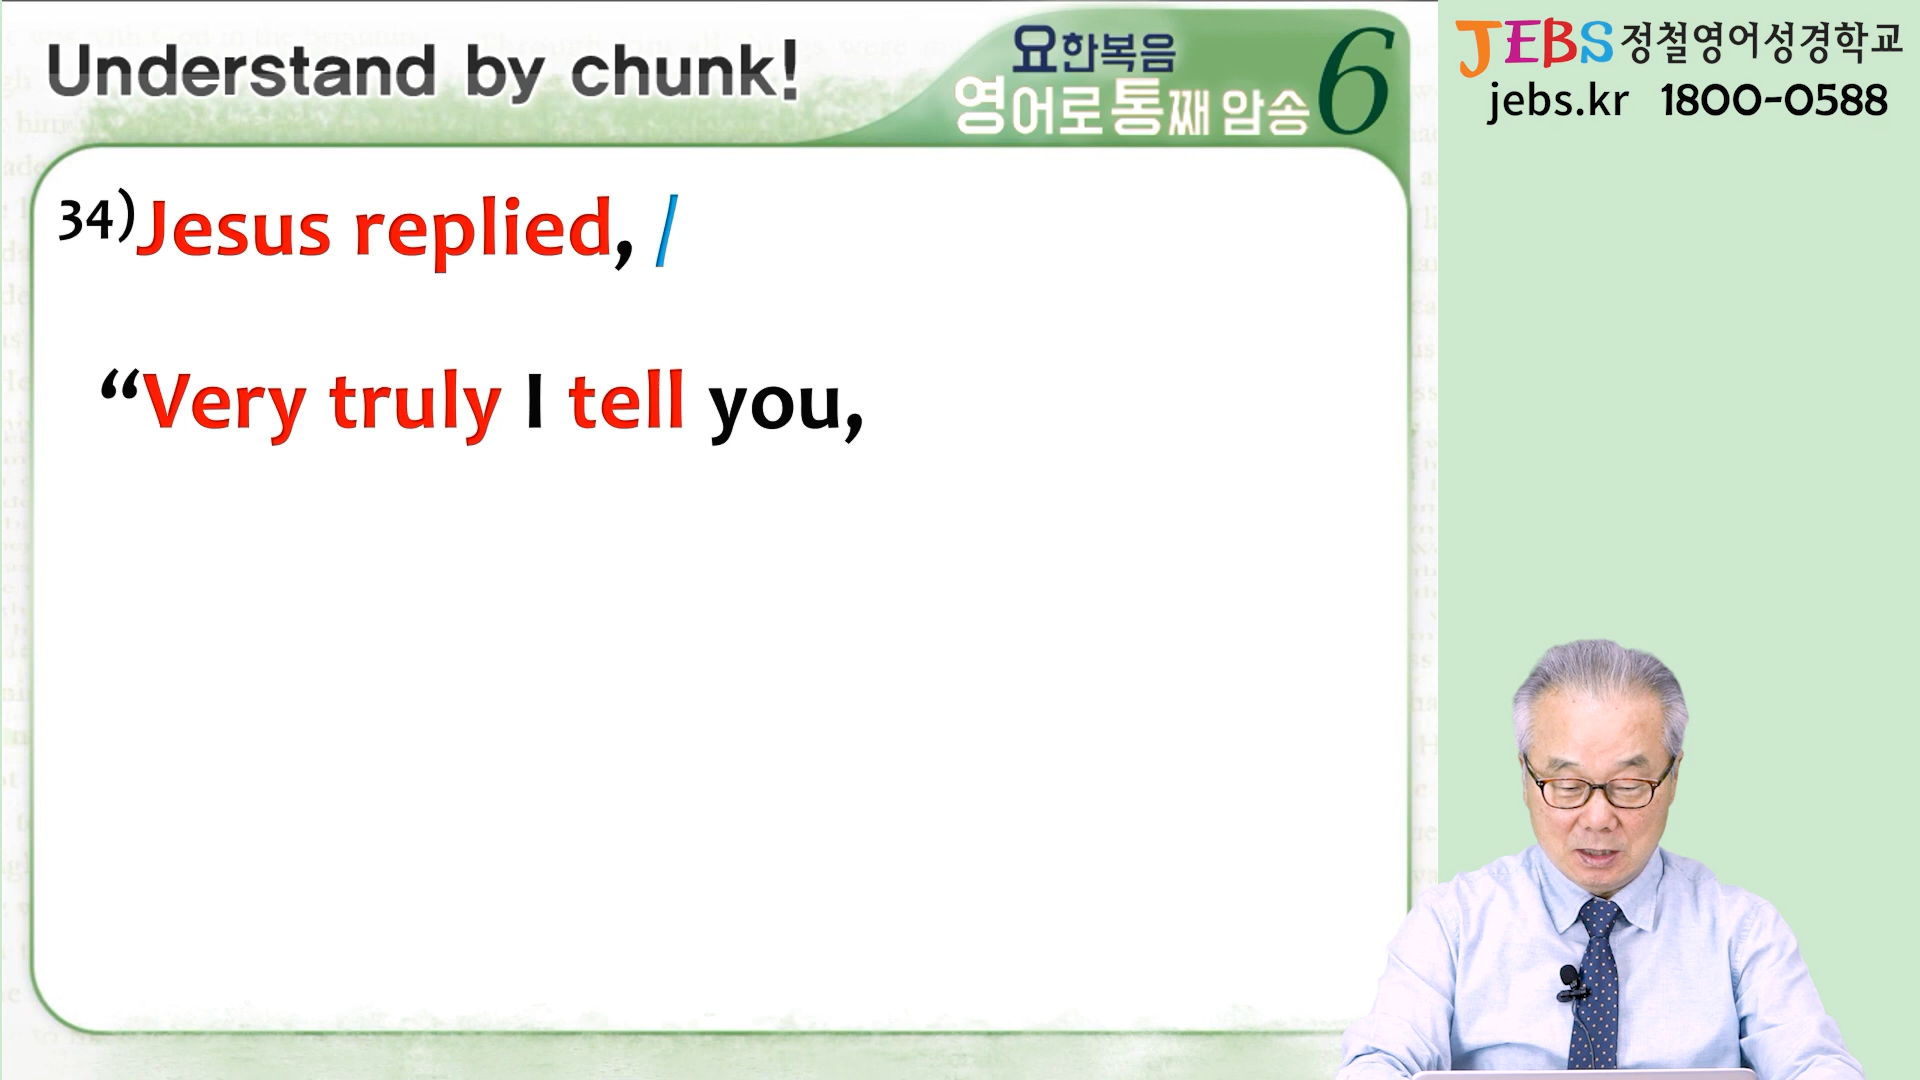 Understand by chunk!
요한복음
영어로 통째 암송 6
JEBS 정철영어성경학교
jebs.kr 1800-0588
34)Jesus replied, /
“Very truly I tell you,